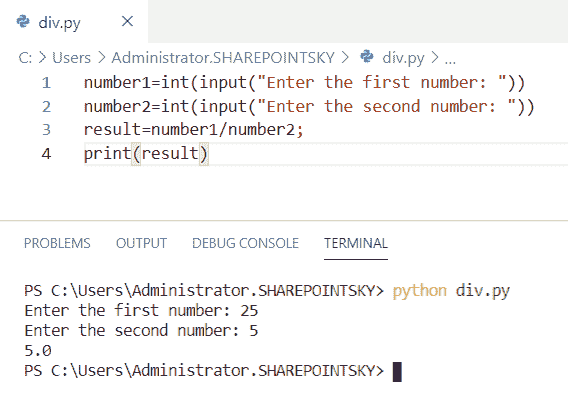 div.py
C: > Users > Administrator.SHAREPOINTSKY > div.py > ...
1 number1=int(input("Enter the first number: "))
2 number2=int(input("Enter the second number: "))
3 result=number1/number2;
4 print(result)
PROBLEMS OUTPUT DEBUG CONSOLE TERMINAL
PS C:\Users\Administrator.SHAREPOINTSKY> python div.py
Enter the first number: 25
Enter the second number: 5
5.0
PS C:\Users\Administrator.SHAREPOINTSKY>